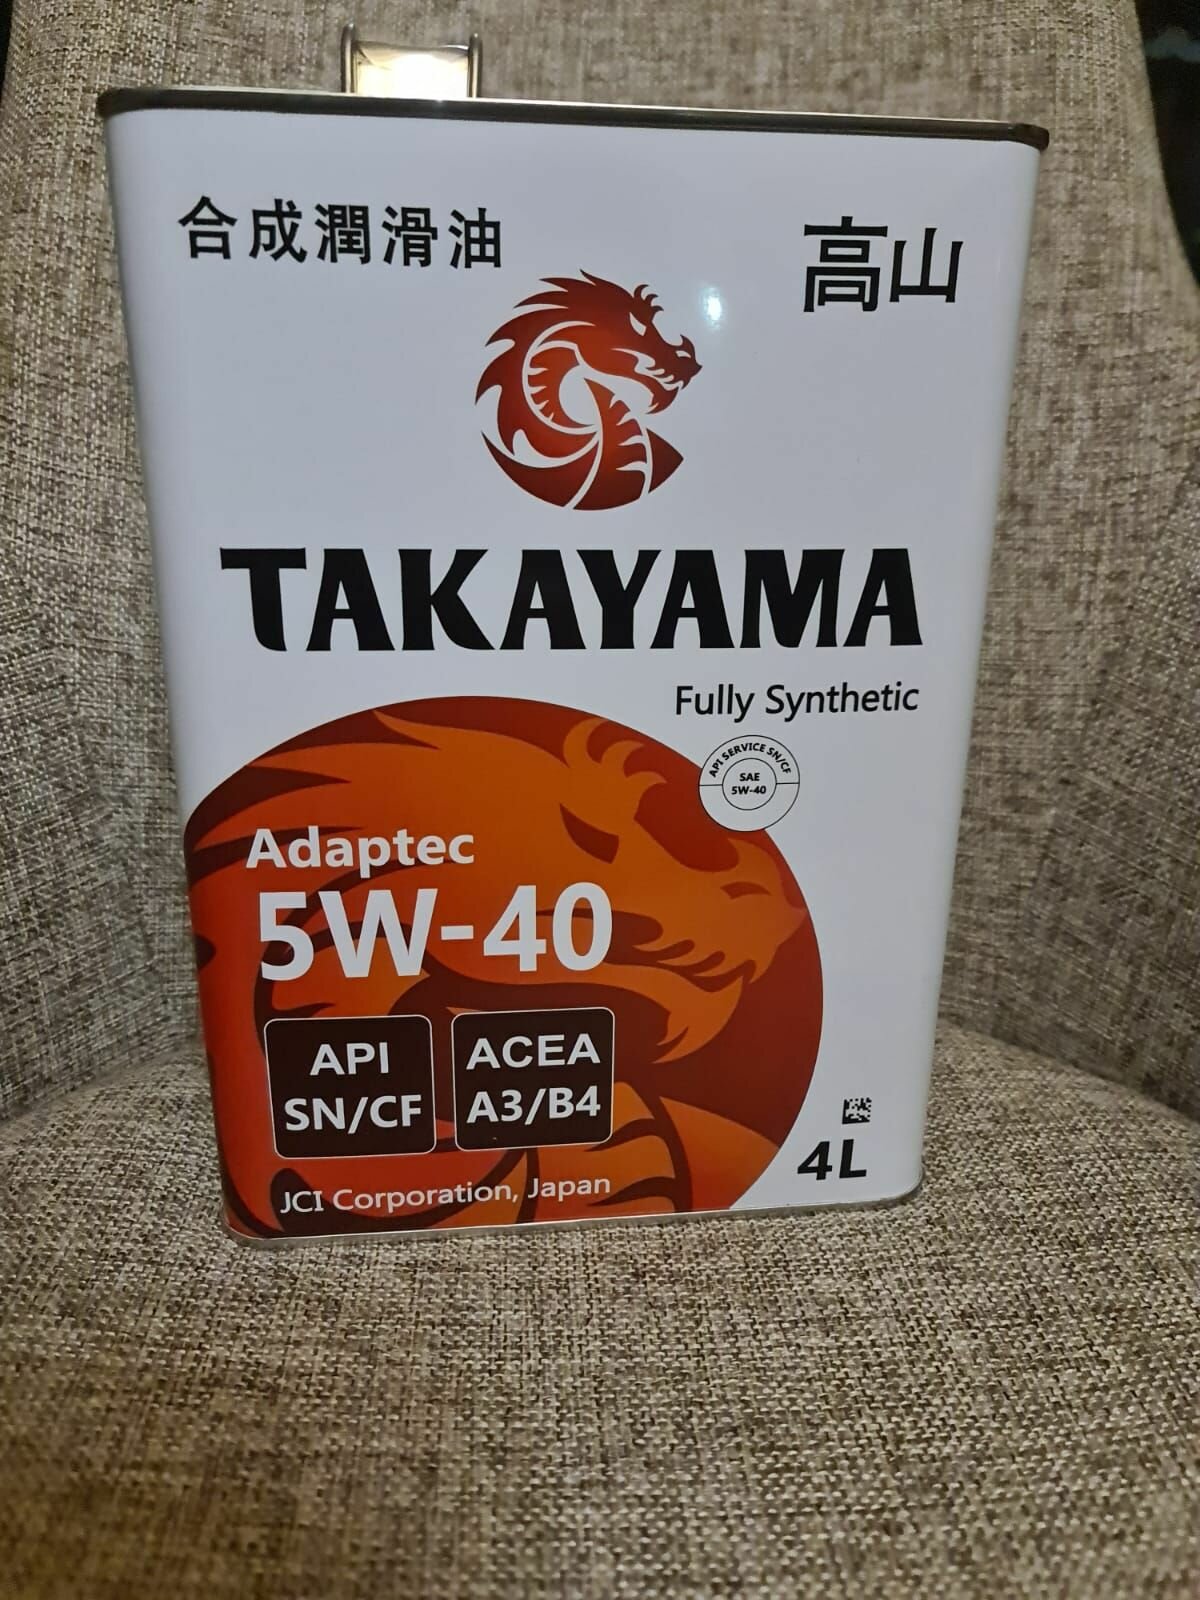 合成潤滑油
高山
TAKAYAMA
Fully Synthetic
API SERVICE SN/CF
SAE
5W-40
Adaptec
5W-40
API
SN/CF
ACEA
A3/B4
4L
JCI Corporation, Japan